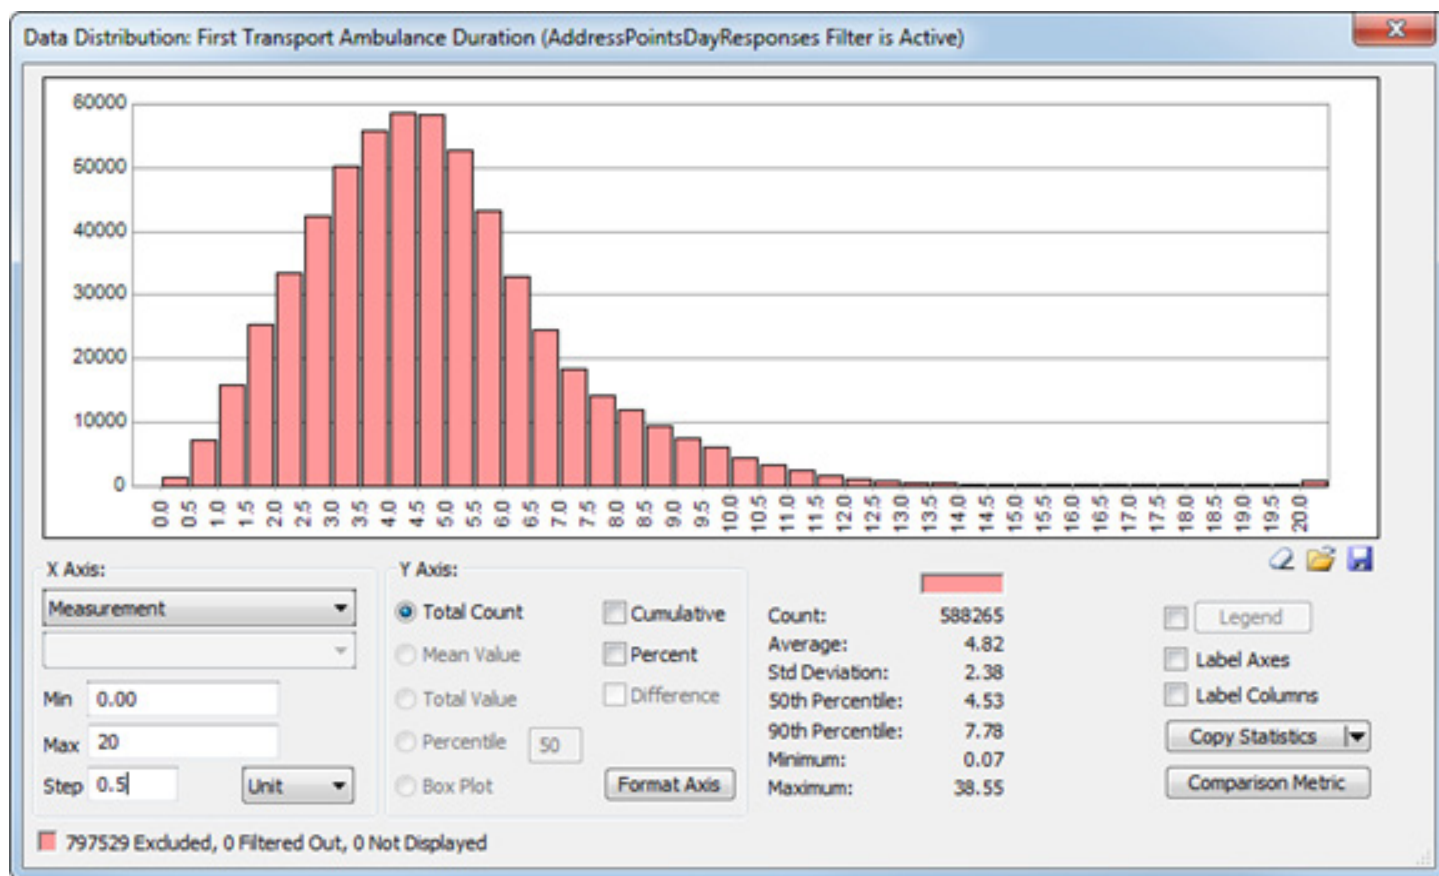 Data Distribution: First Transport Ambulance Duration (AddressPointsDayResponses Filter is Active)
60000
50000
40000
30000
20000
10000
0
0.0 0.5 1.0 1.5 2.0 2.5 3.0 3.5 4.0 4.5 5.0 5.5 6.0 6.5 7.0 7.5 8.0 8.5 9.0 9.5 10.0 10.5 11.0 11.5 12.0 12.5 13.0 13.5 14.0 14.5 15.0 15.5 16.0 16.5 17.0 17.5 18.0 18.5 19.0 19.5 20.0
X Axis:
Measurement
Min 0.00
Max 20
Step 0.5 Unit
Y Axis:
Total Count Cumulative
Mean Value Percent
Total Value Difference
Percentile 50
Box Plot Format Axis
Count: 588265
Average: 4.82
Std Deviation: 2.38
50th Percentile: 4.53
90th Percentile: 7.78
Minimum: 0.07
Maximum: 38.55
Legend
Label Axes
Label Columns
Copy Statistics
Comparison Metric
797529 Excluded, 0 Filtered Out, 0 Not Displayed